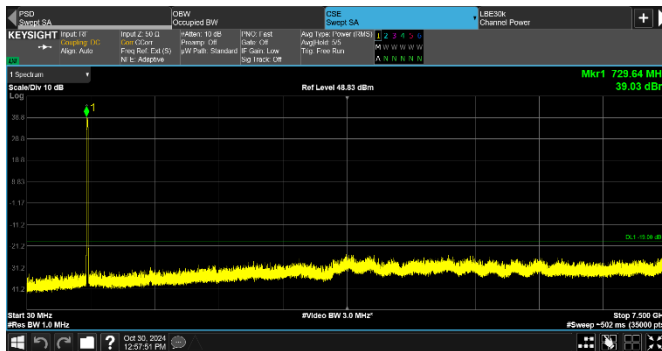 PSD
Swept SA
OBW
Occupied BW
CSE
Swept SA
LBE30k
Channel Power
KEYSIGHT
Input: RF
Coupling: DC
Align: Auto
Input Z: 50 Ω
Corr CCorr
Freq Ref: Ext (S)
NFE: Adaptive
#Atten: 10 dB
Preamp: Off
µW Path: Standard
PNO: Fast
Gate: Off
IF Gain: Low
Sig Track: Off
Avg Type: Power (RMS)
Avg|Hold: 5/5
Trig: Free Run
1 2 3 4 5 6
M W W W W W
A N N N N N
1 Spectrum
Scale/Div 10 dB
Log
Ref Level 48.83 dBm
Mkr1 729.64 MH
39.03 dBr
1
38.8
28.8
18.8
8.83
-1.17
-11.2
-21.2
-31.2
-41.2
Start 30 MHz
#Res BW 1.0 MHz
#Video BW 3.0 MHz*
Stop 7.500 GH
#Sweep ~502 ms (35000 pts
Oct 30, 2024
12:57:51 PM